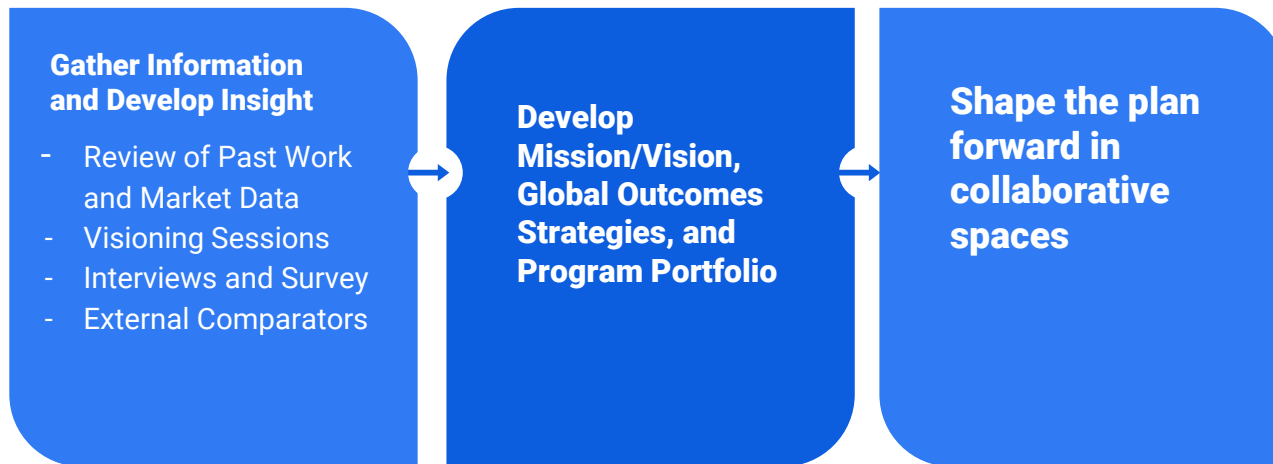 Gather Information
and Develop Insight
- Review of Past Work
and Market Data
- Visioning Sessions
- Interviews and Survey
- External Comparators
Develop
Mission/Vision,
Global Outcomes
Strategies, and
Program Portfolio
Shape the plan
forward in
collaborative
spaces